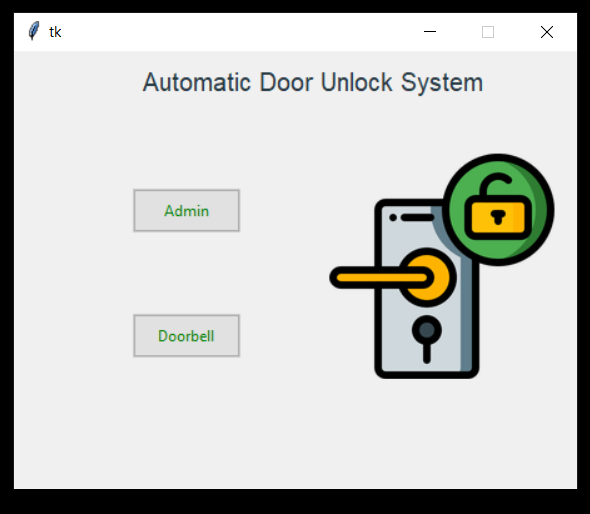 tk
Automatic Door Unlock System
Admin
Doorbell